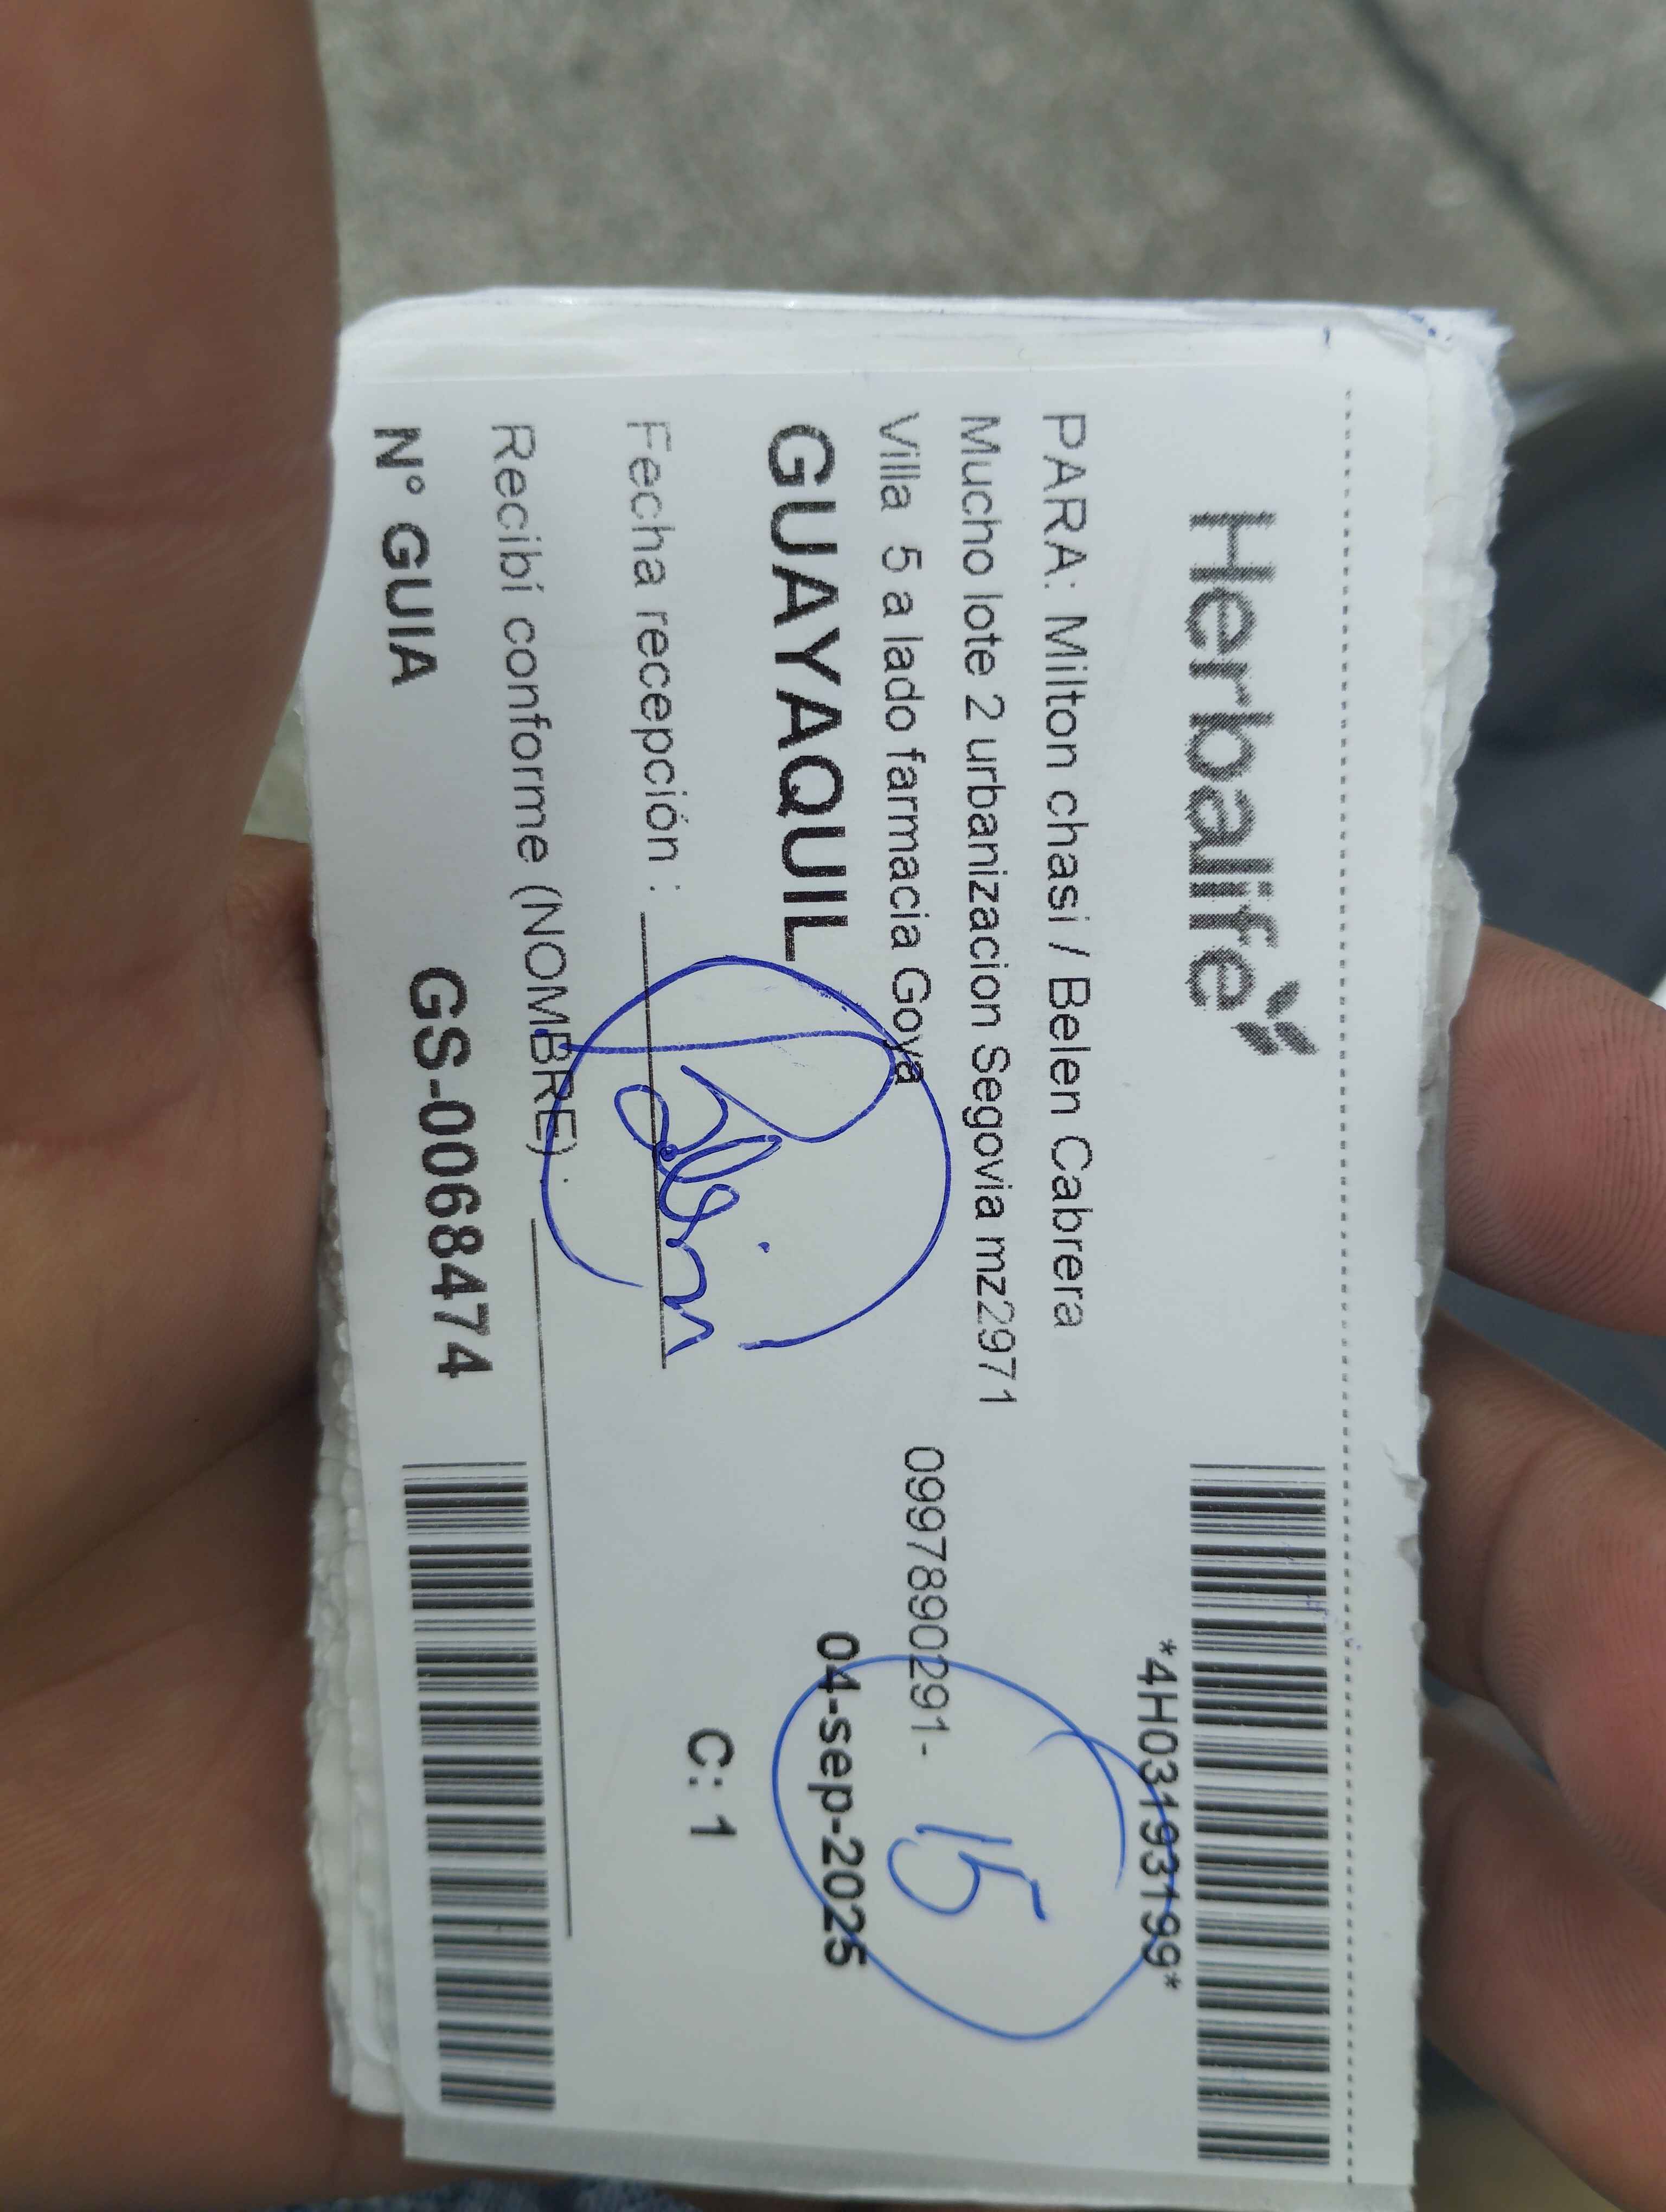 Herbalife
*4H03193199*
PARA: Milton chasi / Belen Cabrera
Mucho lote 2 urbanizacion Segovia mz2971
Villa 5 a lado farmacia Goya
0997890291-
15
GUAYAQUIL
04-sep-2025
C: 1
Fecha recepción :
Recibí conforme (NOMBRE) :
N° GUIA GS-0068474